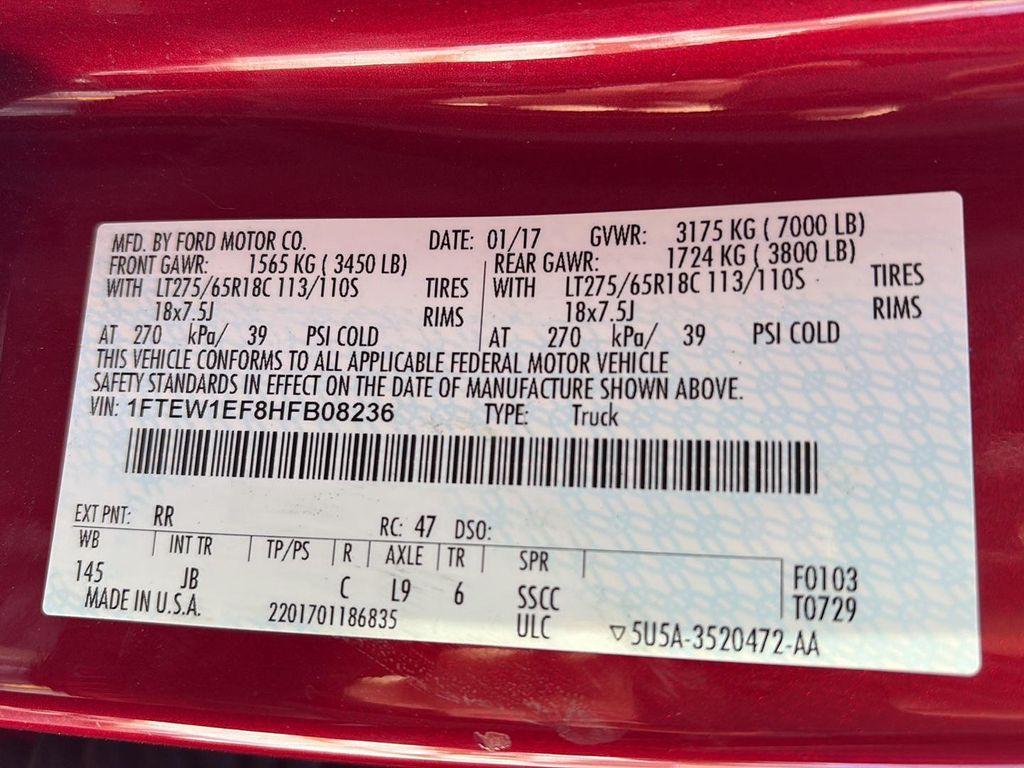 MFD. BY FORD MOTOR CO. DATE: 01/17 GVWR: 3175 KG ( 7000 LB)
FRONT GAWR: 1565 KG ( 3450 LB) REAR GAWR: 1724 KG ( 3800 LB)
WITH LT275/65R18C 113/110S TIRES WITH LT275/65R18C 113/110S TIRES
18x7.5J RIMS 18x7.5J RIMS
AT 270 kPa/ 39 PSI COLD AT 270 kPa/ 39 PSI COLD
THIS VEHICLE CONFORMS TO ALL APPLICABLE FEDERAL MOTOR VEHICLE
SAFETY STANDARDS IN EFFECT ON THE DATE OF MANUFACTURE SHOWN ABOVE.
VIN: 1FTEW1EF8HFB08236 TYPE: Truck
EXT PNT: RR RC: 47 DSO:
WB INT TR TP/PS R AXLE TR SPR
145 JB C L9 6 SSCC F0103
MADE IN U.S.A. 2201701186835 ULC T0729
▽5U5A-3520472-AA